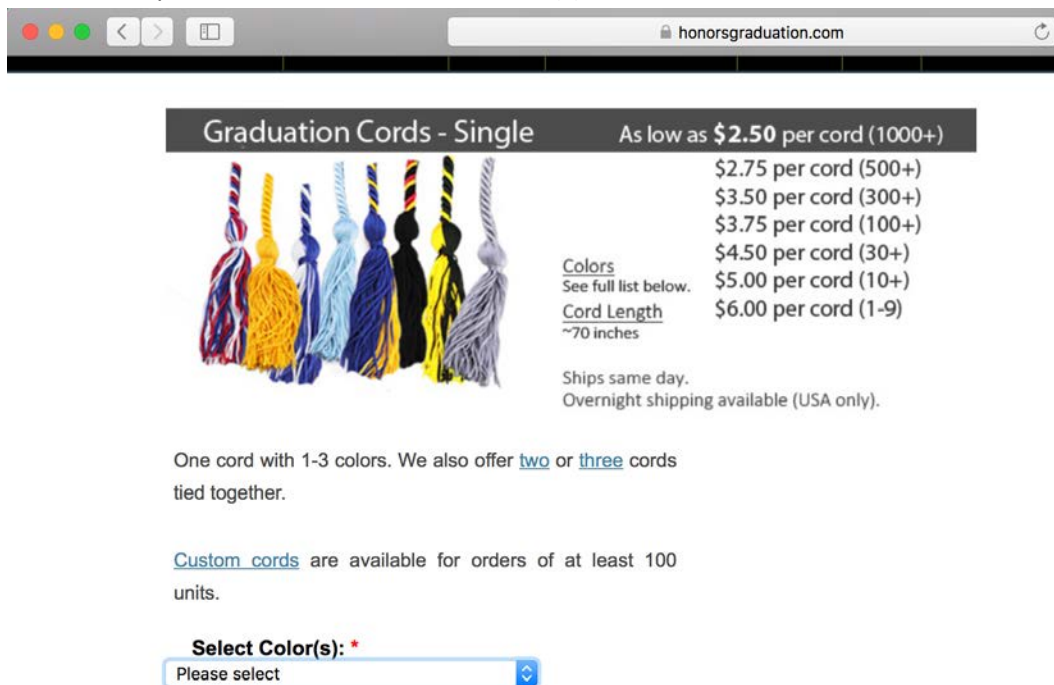 honorsgraduation.com
Graduation Cords - Single As low as $2.50 per cord (1000+)
$2.75 per cord (500+)
$3.50 per cord (300+)
$3.75 per cord (100+)
$4.50 per cord (30+)
$5.00 per cord (10+)
$6.00 per cord (1-9)
Colors
See full list below.
Cord Length
~70 inches
Ships same day.
Overnight shipping available (USA only).
One cord with 1-3 colors. We also offer two or three cords
tied together.
Custom cords are available for orders of at least 100
units.
Select Color(s): *
Please select